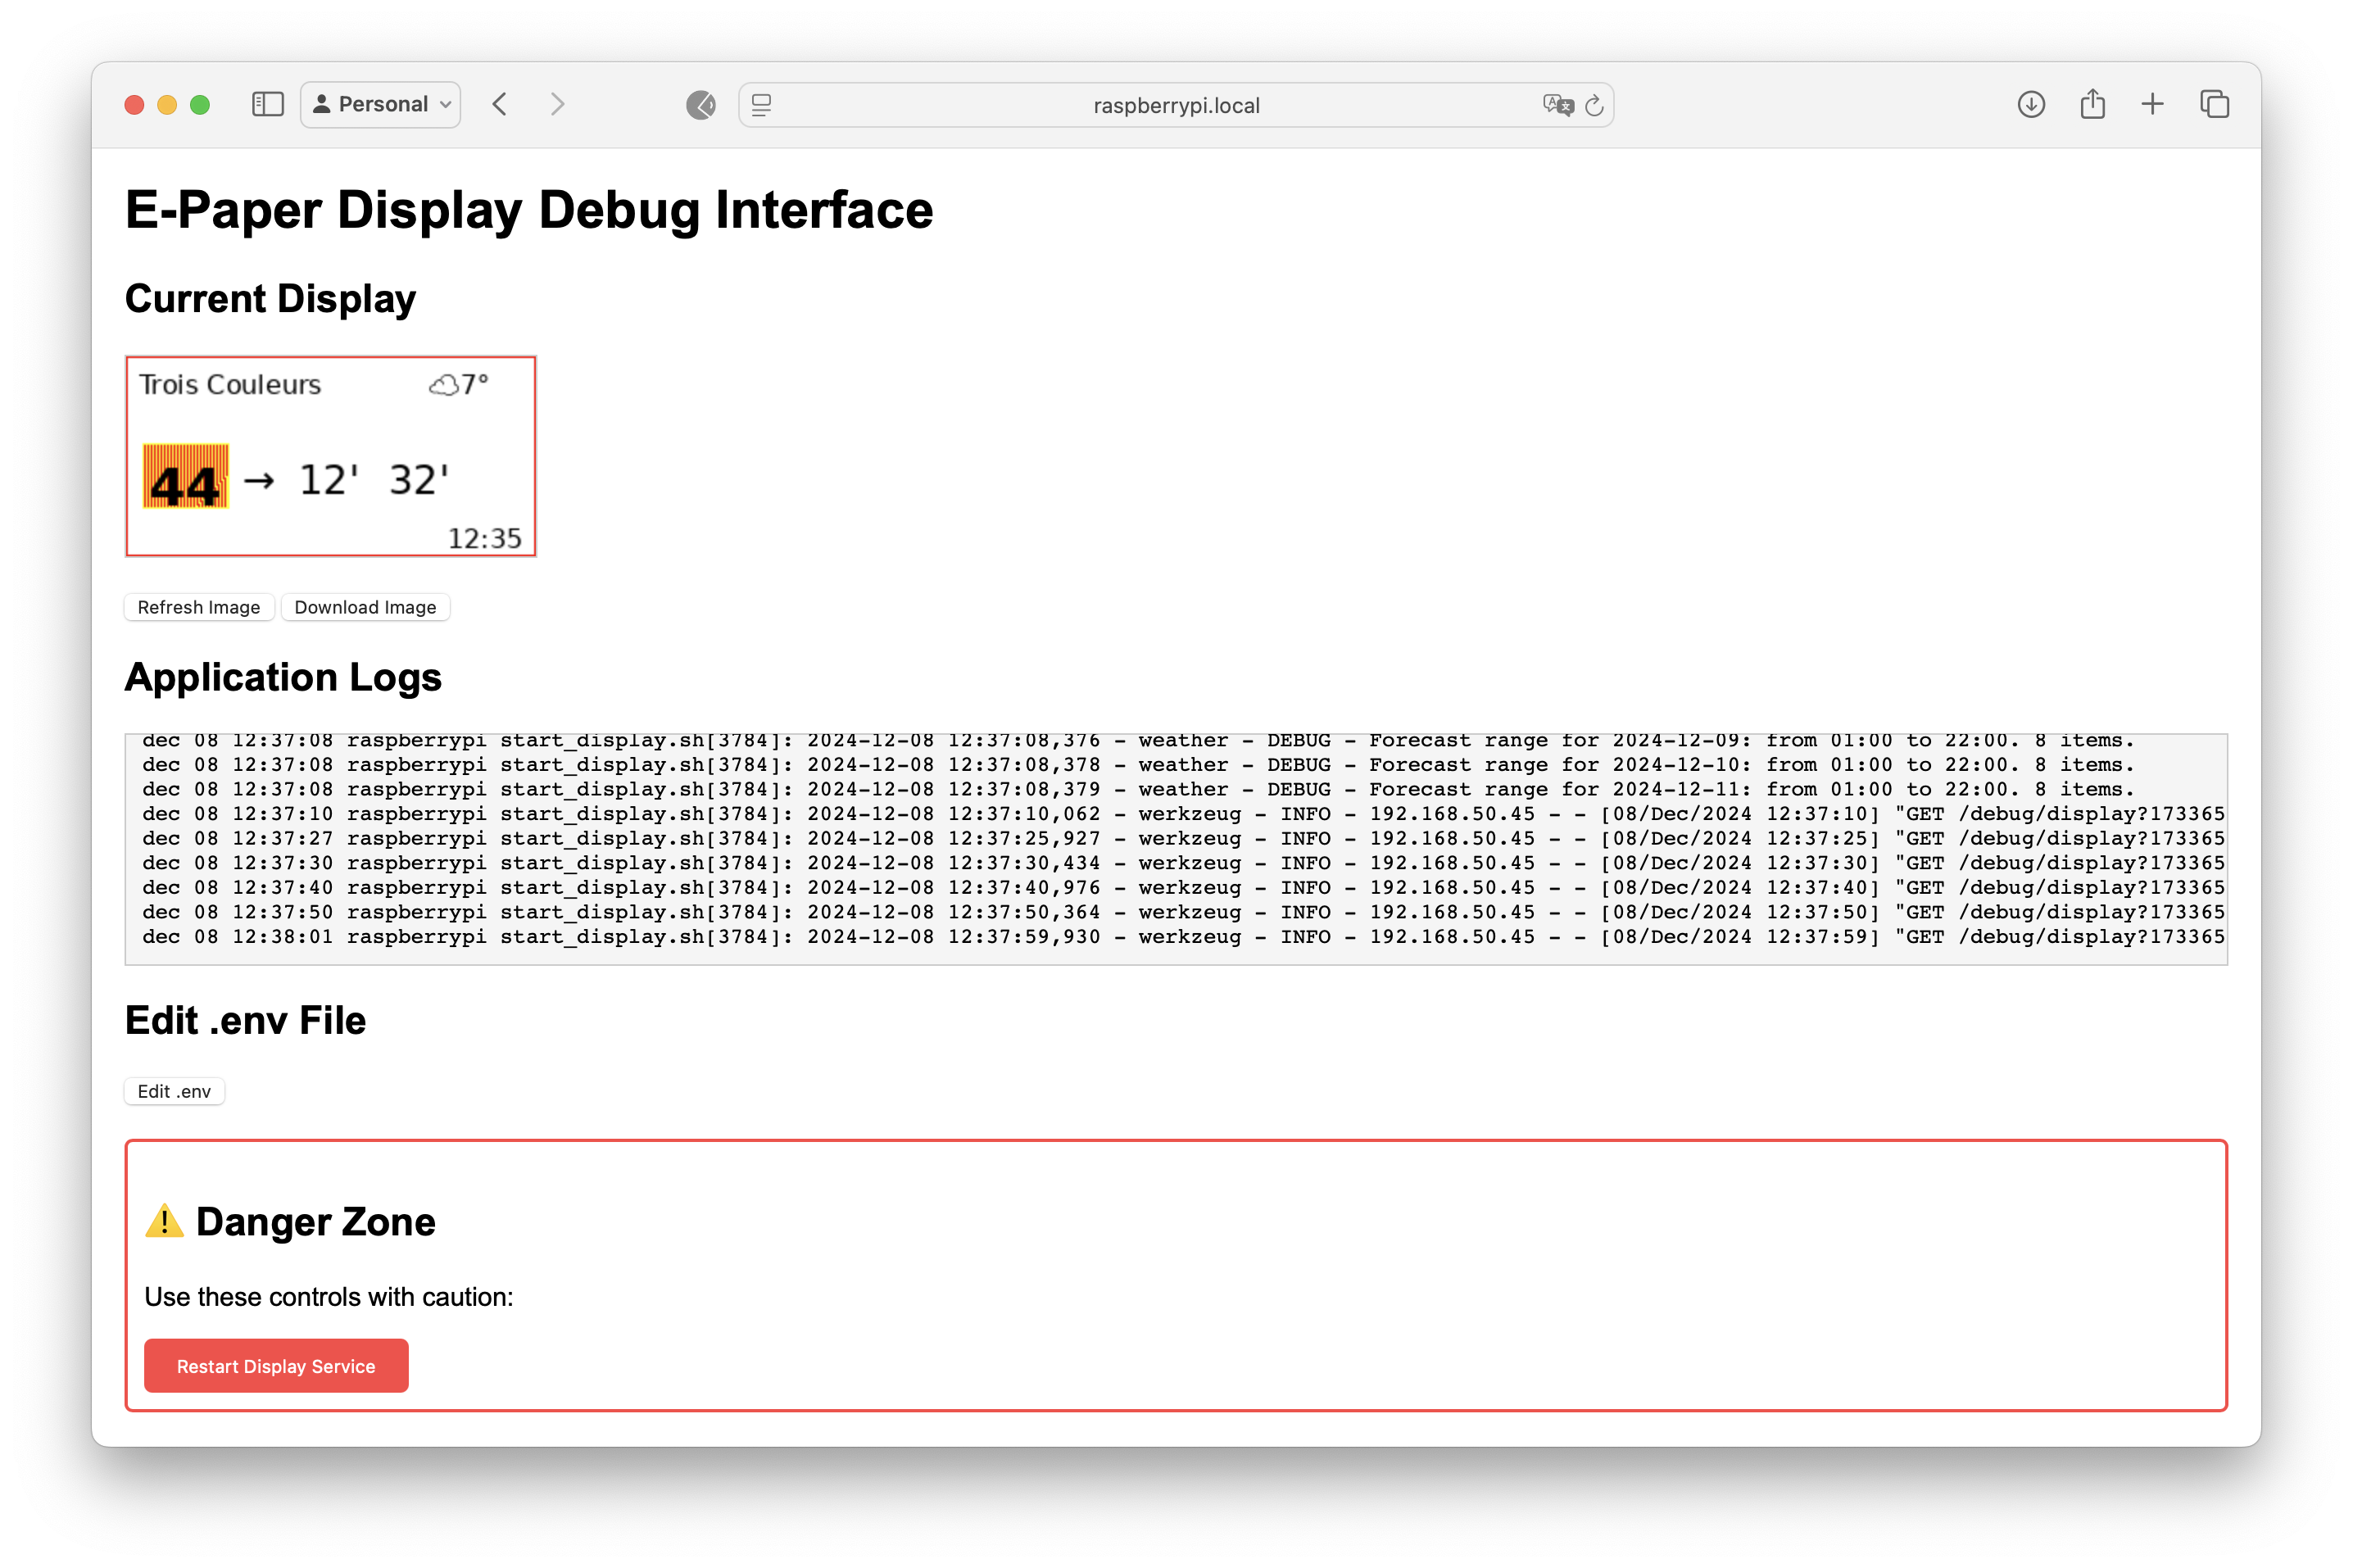 Personal
raspberrypi.local
E-Paper Display Debug Interface
Current Display
Trois Couleurs 7°
44 → 12' 32'
12:35
Refresh Image Download Image
Application Logs
dec 08 12:37:08 raspberrypi start_display.sh[3784]: 2024-12-08 12:37:08,376 - weather - DEBUG - Forecast range for 2024-12-09: from 01:00 to 22:00. 8 items.
dec 08 12:37:08 raspberrypi start_display.sh[3784]: 2024-12-08 12:37:08,378 - weather - DEBUG - Forecast range for 2024-12-10: from 01:00 to 22:00. 8 items.
dec 08 12:37:08 raspberrypi start_display.sh[3784]: 2024-12-08 12:37:08,379 - weather - DEBUG - Forecast range for 2024-12-11: from 01:00 to 22:00. 8 items.
dec 08 12:37:10 raspberrypi start_display.sh[3784]: 2024-12-08 12:37:10,062 - werkzeug - INFO - 192.168.50.45 - - [08/Dec/2024 12:37:10] "GET /debug/display?173365
dec 08 12:37:27 raspberrypi start_display.sh[3784]: 2024-12-08 12:37:25,927 - werkzeug - INFO - 192.168.50.45 - - [08/Dec/2024 12:37:25] "GET /debug/display?173365
dec 08 12:37:30 raspberrypi start_display.sh[3784]: 2024-12-08 12:37:30,434 - werkzeug - INFO - 192.168.50.45 - - [08/Dec/2024 12:37:30] "GET /debug/display?173365
dec 08 12:37:40 raspberrypi start_display.sh[3784]: 2024-12-08 12:37:40,976 - werkzeug - INFO - 192.168.50.45 - - [08/Dec/2024 12:37:40] "GET /debug/display?173365
dec 08 12:37:50 raspberrypi start_display.sh[3784]: 2024-12-08 12:37:50,364 - werkzeug - INFO - 192.168.50.45 - - [08/Dec/2024 12:37:50] "GET /debug/display?173365
dec 08 12:38:01 raspberrypi start_display.sh[3784]: 2024-12-08 12:37:59,930 - werkzeug - INFO - 192.168.50.45 - - [08/Dec/2024 12:37:59] "GET /debug/display?173365
Edit .env File
Edit .env
⚠️ Danger Zone
Use these controls with caution:
Restart Display Service